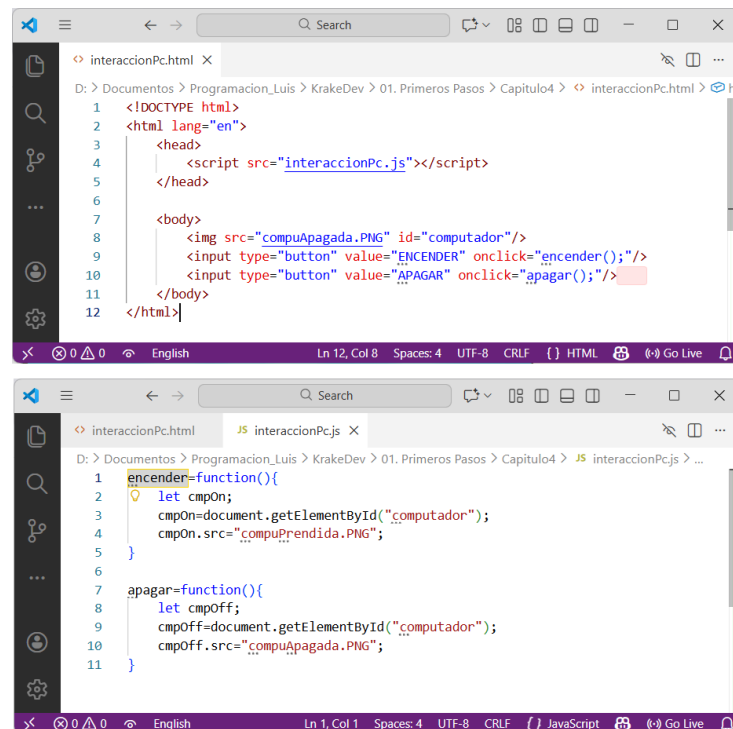 Search
interaccionPc.html
D: > Documentos > Programacion_Luis > KrakeDev > 01. Primeros Pasos > Capitulo4 > <> interaccionPc.html >
1 <!DOCTYPE html>
2 <html lang="en">
3 <head>
4 <script src="interaccionPc.js"></script>
5 </head>
6
7 <body>
8 <img src="compuApagada.PNG" id="computador"/>
9 <input type="button" value="ENCENDER" onclick="encender();"/>
10 <input type="button" value="APAGAR" onclick="apagar();"/>
11 </body>
12 </html>
0 0 English Ln 12, Col 8 Spaces: 4 UTF-8 CRLF { } HTML Go Live
Search
interaccionPc.html JS interaccionPc.js
D: > Documentos > Programacion_Luis > KrakeDev > 01. Primeros Pasos > Capitulo4 > JS interaccionPc.js > ...
1 encender=function(){
2 let cmpOn;
3 cmpOn=document.getElementById("computador");
4 cmpOn.src="compuPrendida.PNG";
5 }
6
7 apagar=function(){
8 let cmpOff;
9 cmpOff=document.getElementById("computador");
10 cmpOff.src="compuApagada.PNG";
11 }
0 0 English Ln 1, Col 1 Spaces: 4 UTF-8 CRLF { } JavaScript Go Live